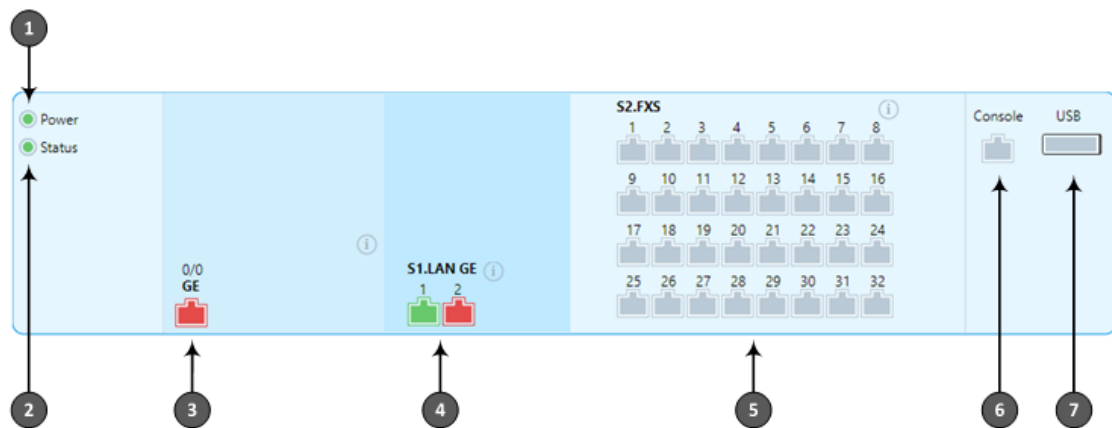 1
Power
Status
0/0
GE
S1.LAN GE i
1 2
i
S2.FXS i
1 2 3 4 5 6 7 8
9 10 11 12 13 14 15 16
17 18 19 20 21 22 23 24
25 26 27 28 29 30 31 32
Console USB
2 3 4 5 6 7